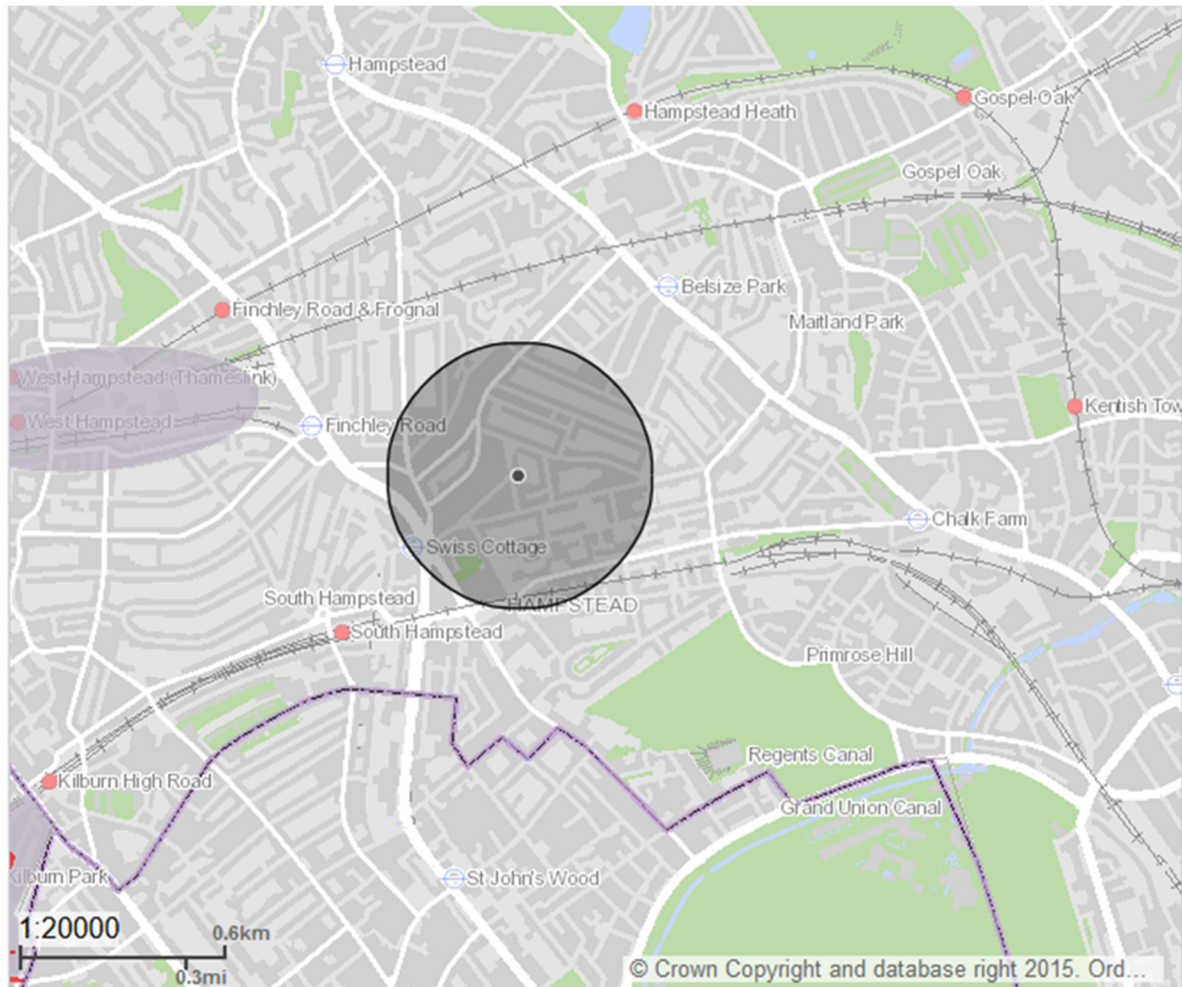 Hampstead
Hampstead Heath
Gospel Oak
Gospel Oak
Belsize Park
Finchley Road & Frognal
Maitland Park
West Hampstead (Thameslink)
West Hampstead
Finchley Road
Kentish Tow
Chalk Farm
Swiss Cottage
South Hampstead
HAMPSTEAD
South Hampstead
Primrose Hill
Regents Canal
Kilburn High Road
Grand Union Canal
Kilburn Park
St John's Wood
1:20000
0.6km
0.3mi
© Crown Copyright and database right 2015. Ord...